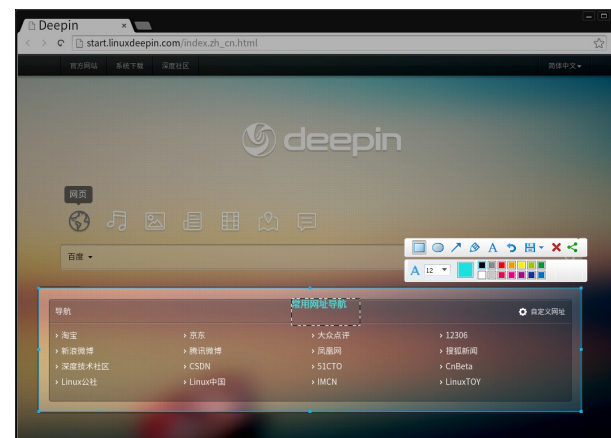 Deepin
start.linuxdeepin.com/index.zh_cn.html
官方网站 系统下载 深度社区 简体中文
deepin
网页
百度
A
A 12
常用网址导航
导航 自定义网址
淘宝 京东 大众点评 12306
新浪微博 腾讯微博 凤凰网 搜狐新闻
深度技术社区 CSDN 51CTO CnBeta
Linux公社 Linux中国 IMCN LinuxTOY